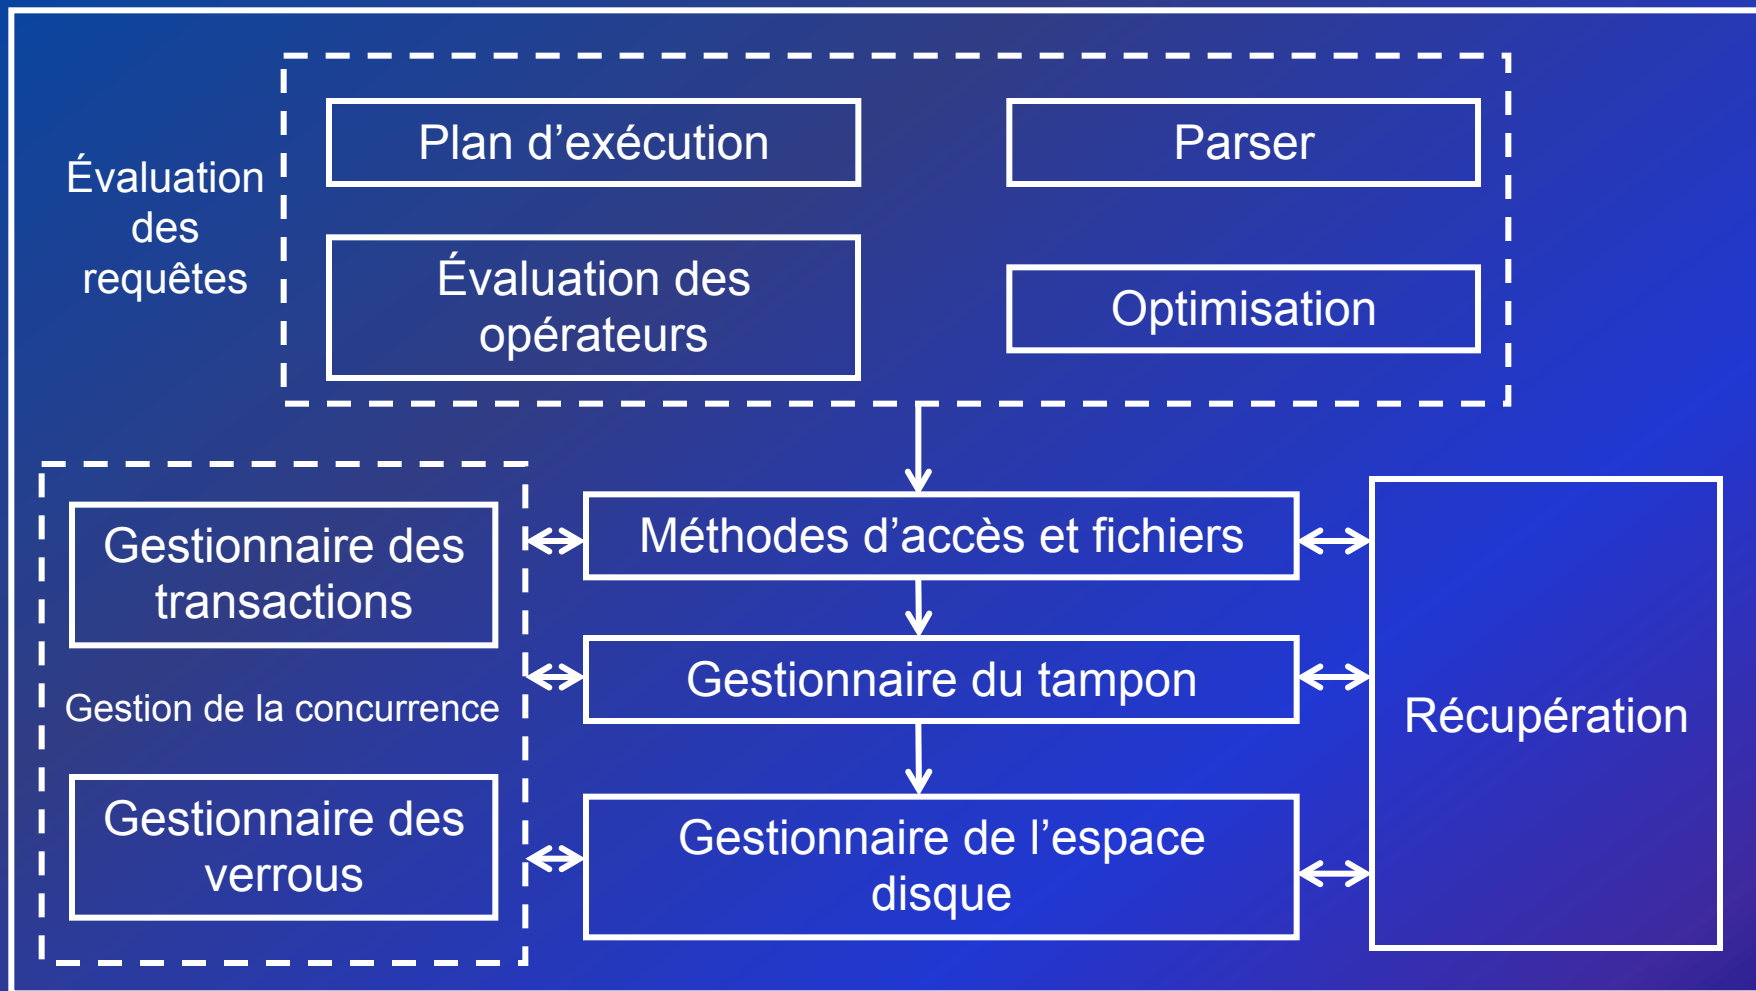 Évaluation
des
requêtes
Plan d’exécution
Parser
Évaluation des
opérateurs
Optimisation
Gestionnaire des
transactions
Gestion de la concurrence
Gestionnaire des
verrous
Méthodes d’accès et fichiers
Gestionnaire du tampon
Gestionnaire de l’espace
disque
Récupération